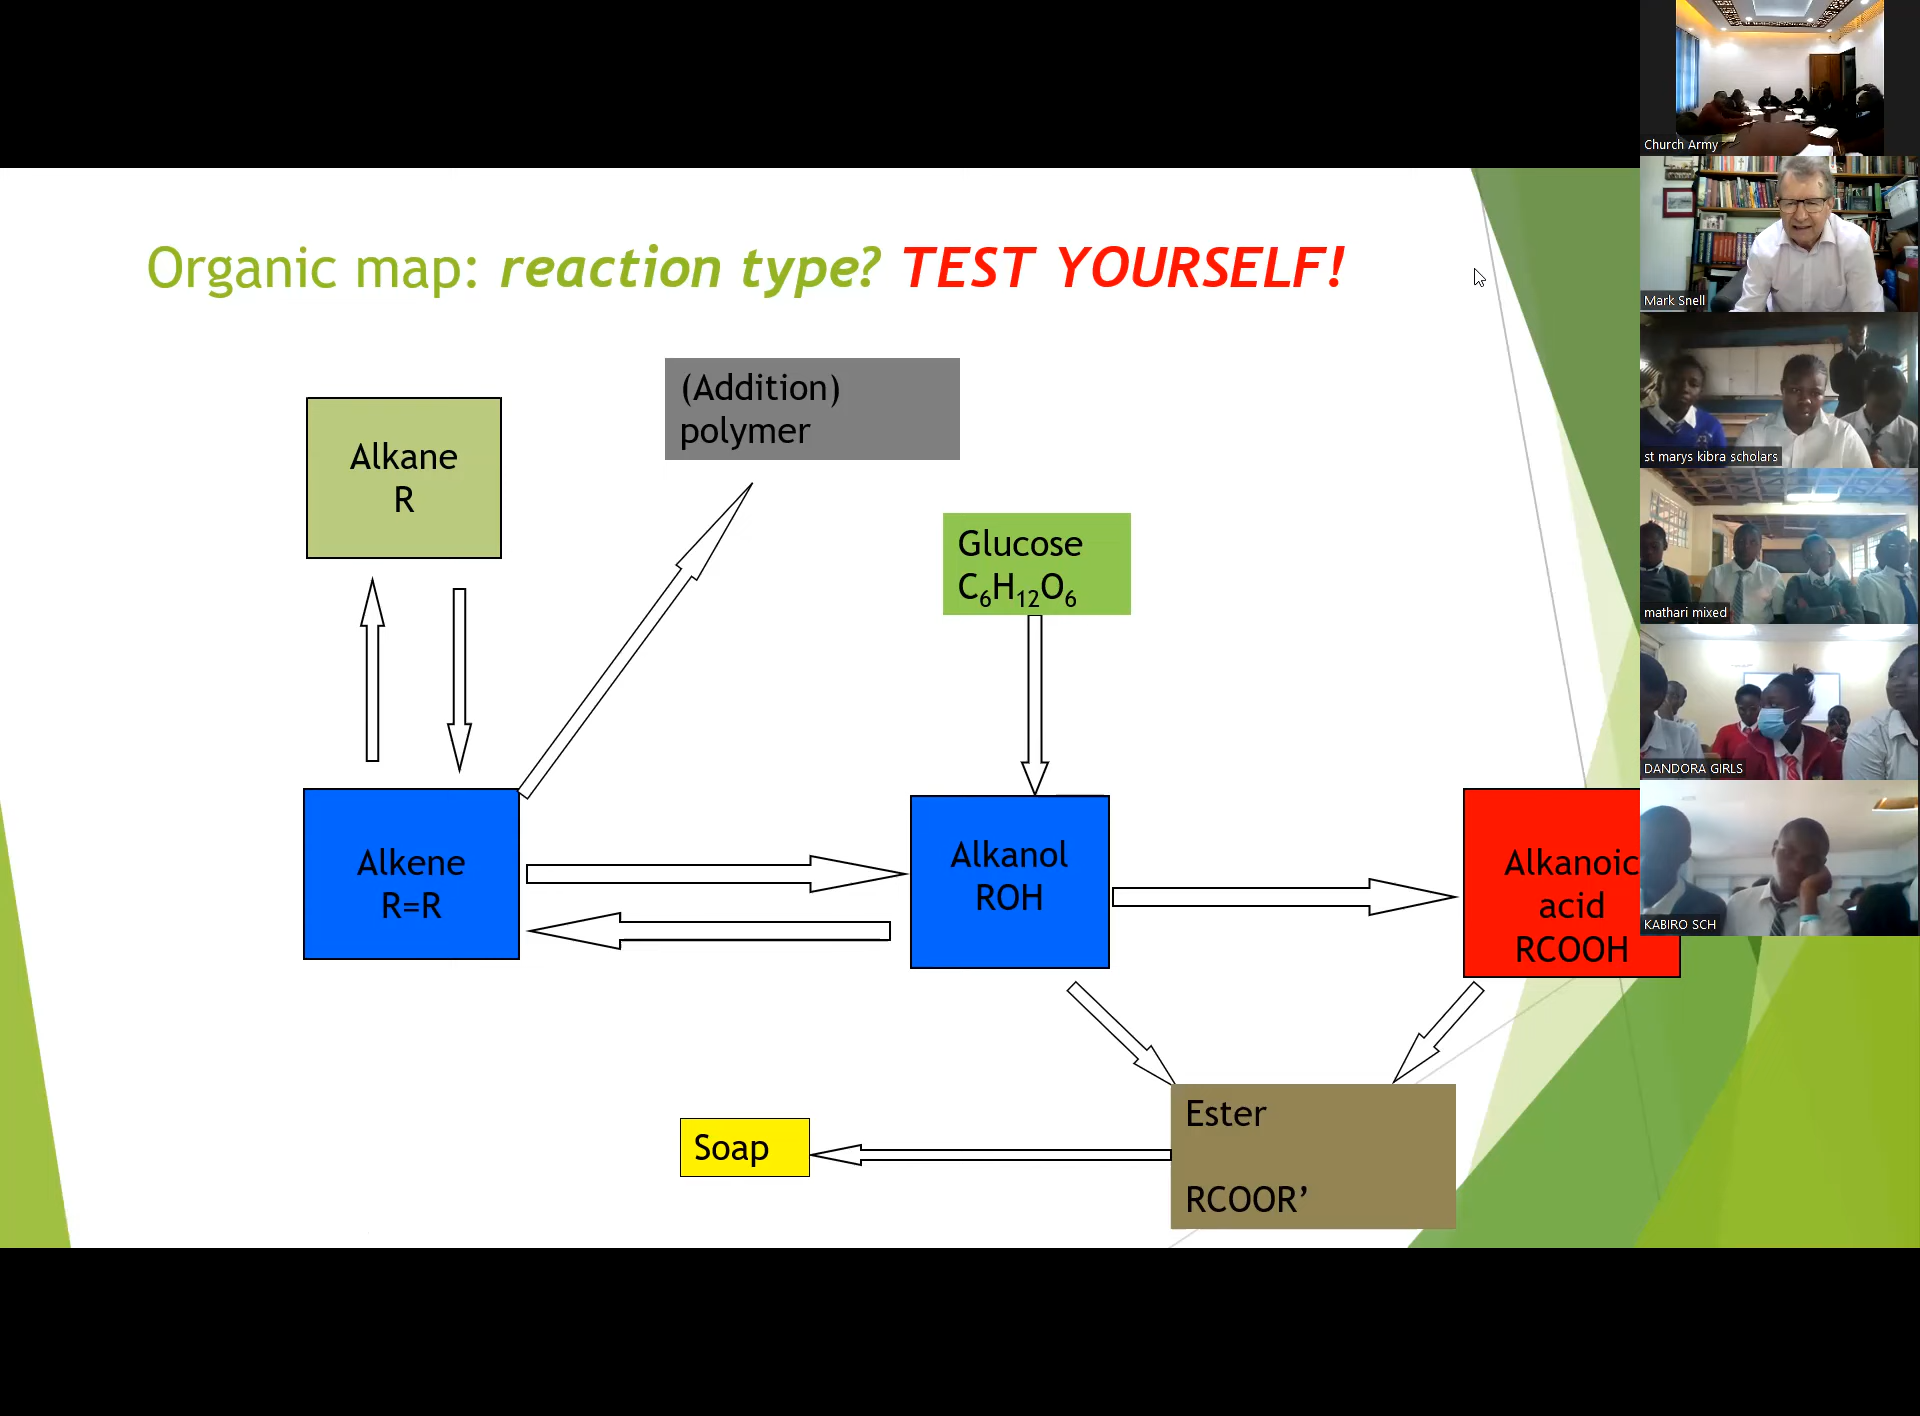 Organic map: reaction type? TEST YOURSELF!
(Addition)
polymer
Alkane
R
Glucose
C₆H₁₂O₆
Alkene
R=R
Alkanol
ROH
Alkanoic
acid
RCOOH
Ester
RCOOR’
Soap
Church Army
Mark Snell
st marys kibra scholars
mathari mixed
DANDORA GIRLS
KABIRO SCH